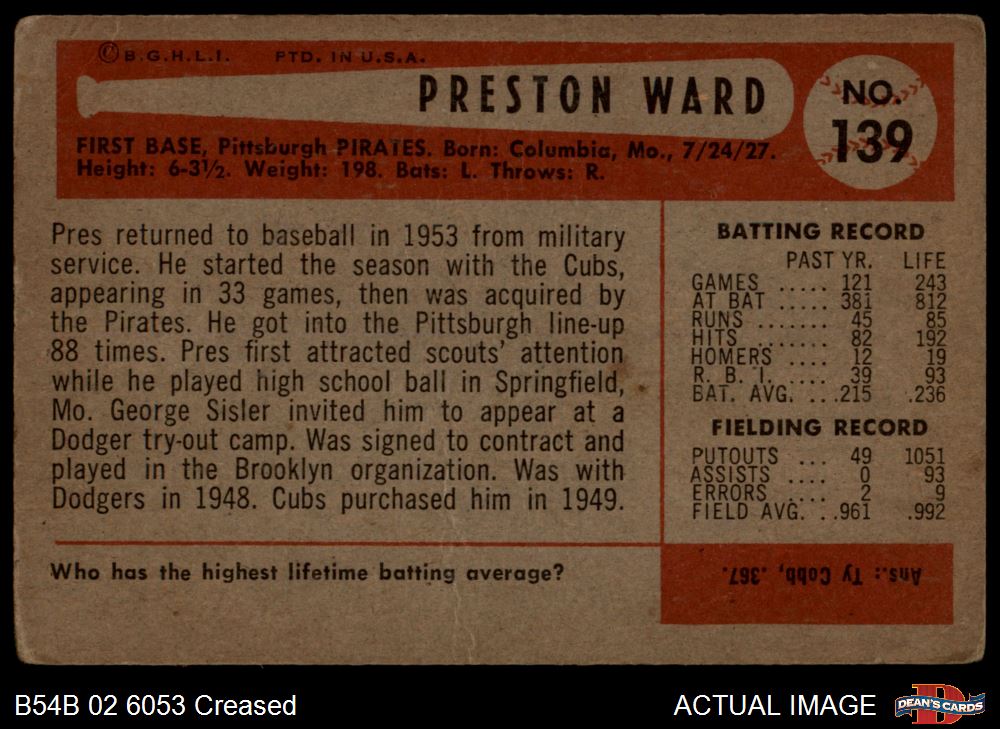 © B.G.H.L.I. PTD. IN U.S.A.
PRESTON WARD
NO.
139
FIRST BASE, Pittsburgh PIRATES. Born: Columbia, Mo., 7/24/27.
Height: 6-3½. Weight: 198. Bats: L. Throws: R.
Pres returned to baseball in 1953 from military
service. He started the season with the Cubs,
appearing in 33 games, then was acquired by
the Pirates. He got into the Pittsburgh line-up
88 times. Pres first attracted scouts' attention
while he played high school ball in Springfield,
Mo. George Sisler invited him to appear at a
Dodger try-out camp. Was signed to contract and
played in the Brooklyn organization. Was with
Dodgers in 1948. Cubs purchased him in 1949.
BATTING RECORD
PAST YR. LIFE
GAMES ..... 121 243
AT BAT ..... 381 812
RUNS ....... 45 85
HITS ....... 82 192
HOMERS .... 12 19
R. B. I. .... 39 93
BAT. AVG. ...215 .236
FIELDING RECORD
PUTOUTS ... 49 1051
ASSISTS .... 0 93
ERRORS .... 2 9
FIELD AVG. ..961 .992
Who has the highest lifetime batting average?
Ans.: Ty Cobb, .367.
B54B 02 6053 Creased
ACTUAL IMAGE
D
DEAN'S CARDS